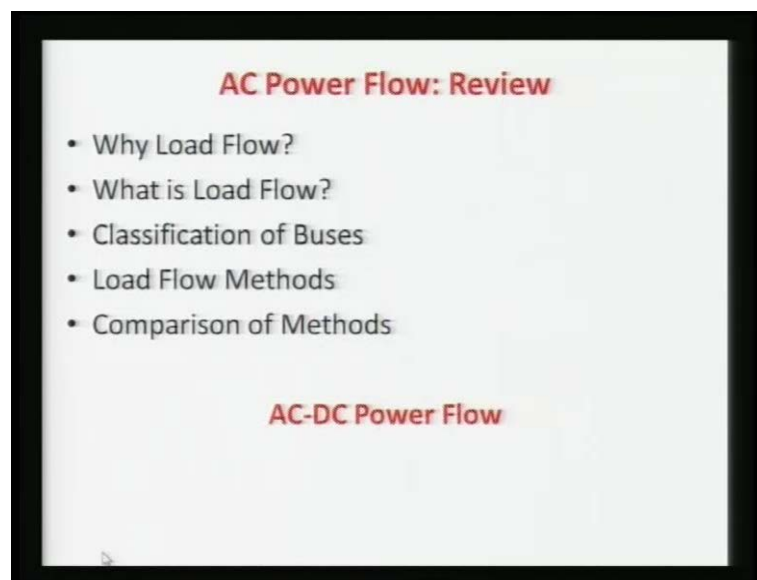 AC Power Flow: Review
• Why Load Flow?
• What is Load Flow?
• Classification of Buses
• Load Flow Methods
• Comparison of Methods
AC-DC Power Flow